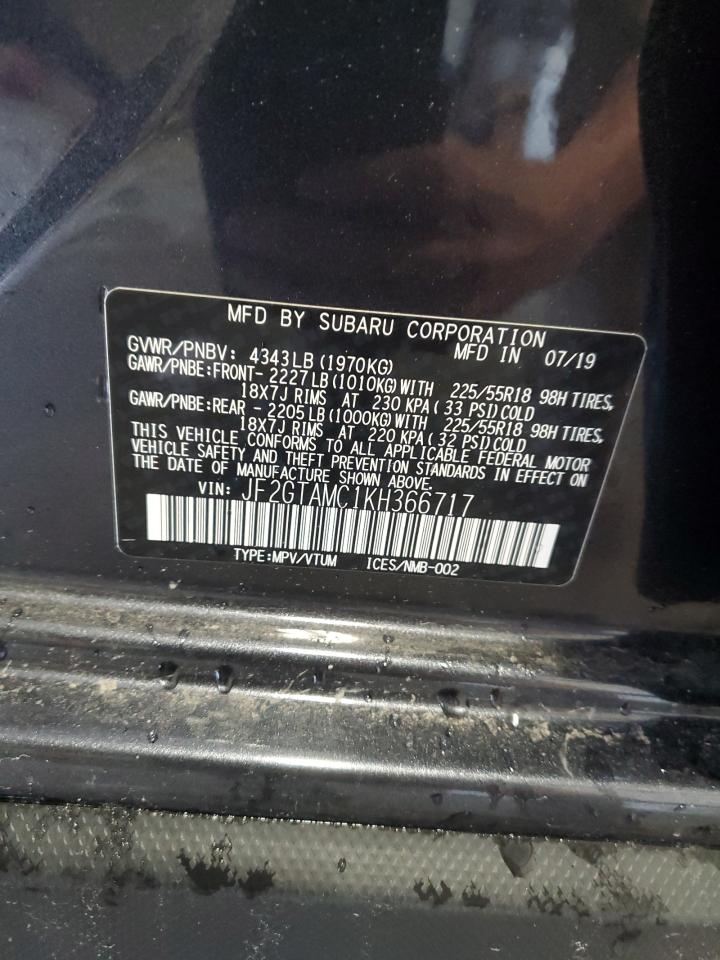 MFD BY SUBARU CORPORATION
GVWR/PNBV: 4343LB(1970KG) MFD IN 07/19
GAWR/PNBE:FRONT- 2227LB(1010KG)WITH 225/55R18 98H TIRES,
18X7J RIMS AT 230 KPA( 33 PSI)COLD
GAWR/PNBE:REAR - 2205LB(1000KG)WITH 225/55R18 98H TIRES,
18X7J RIMS AT 220 KPA( 32 PSI)COLD
THIS VEHICLE CONFORMS TO ALL APPLICABLE FEDERAL MOTOR
VEHICLE SAFETY AND THEFT PREVENTION STANDARDS IN EFFECT ON
THE DATE OF MANUFACTURE SHOWN ABOVE.
VIN: JF2GTAMC1KH366717
TYPE:MPV/VTUM ICES/NMB-002